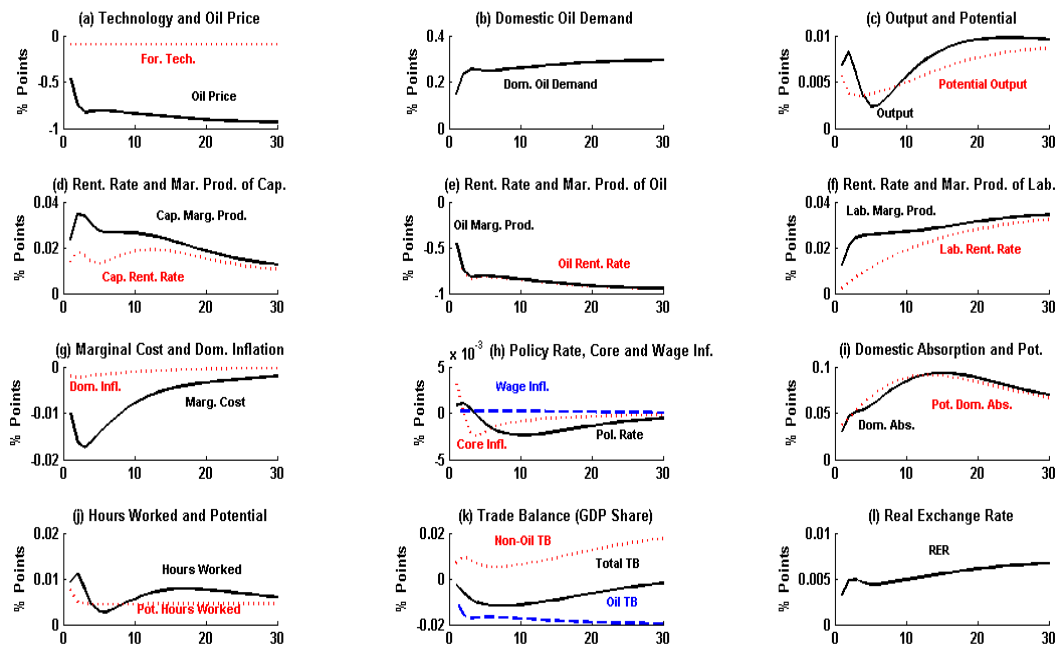 (a) Technology and Oil Price
(b) Domestic Oil Demand
(c) Output and Potential
% Points
0
-0.5
-1
For. Tech.
Oil Price
0 10 20 30
% Points
0.4
0.2
0
Dom. Oil Demand
0 10 20 30
% Points
0.01
0.005
0
Potential Output
Output
0 10 20 30
(d) Rent. Rate and Mar. Prod. of Cap.
(e) Rent. Rate and Mar. Prod. of Oil
(f) Rent. Rate and Mar. Prod. of Lab.
% Points
0.04
0.02
0
Cap. Marg. Prod.
Cap. Rent. Rate
0 10 20 30
% Points
0
-0.5
-1
Oil Marg. Prod.
Oil Rent. Rate
0 10 20 30
% Points
0.04
0.02
0
Lab. Marg. Prod.
Lab. Rent. Rate
0 10 20 30
(g) Marginal Cost and Dom. Inflation
(h) Policy Rate, Core and Wage Inf.
(i) Domestic Absorption and Pot.
% Points
0
-0.01
-0.02
Dom. Infl.
Marg. Cost
0 10 20 30
x 10⁻³
% Points
5
0
-5
Wage Infl.
Core Infl.
Pol. Rate
0 10 20 30
% Points
0.1
0.05
0
Pot. Dom. Abs.
Dom. Abs.
0 10 20 30
(j) Hours Worked and Potential
(k) Trade Balance (GDP Share)
(l) Real Exchange Rate
% Points
0.02
0.01
0
Hours Worked
Pot. Hours Worked
0 10 20 30
% Points
0.02
0
-0.02
Non-Oil TB
Total TB
Oil TB
0 10 20 30
% Points
0.01
0.005
0
RER
0 10 20 30